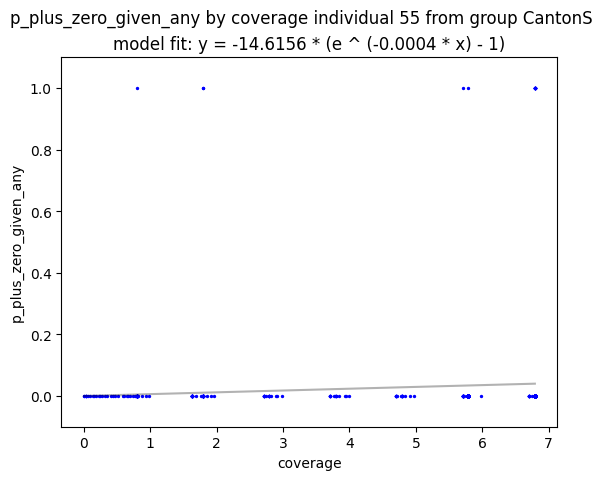 p_plus_zero_given_any by coverage individual 55 from group CantonS
model fit: y = -14.6156 * (e ^ (-0.0004 * x) - 1)
1.0
0.8
0.6
0.4
0.2
0.0
p_plus_zero_given_any
0 1 2 3 4 5 6 7
coverage